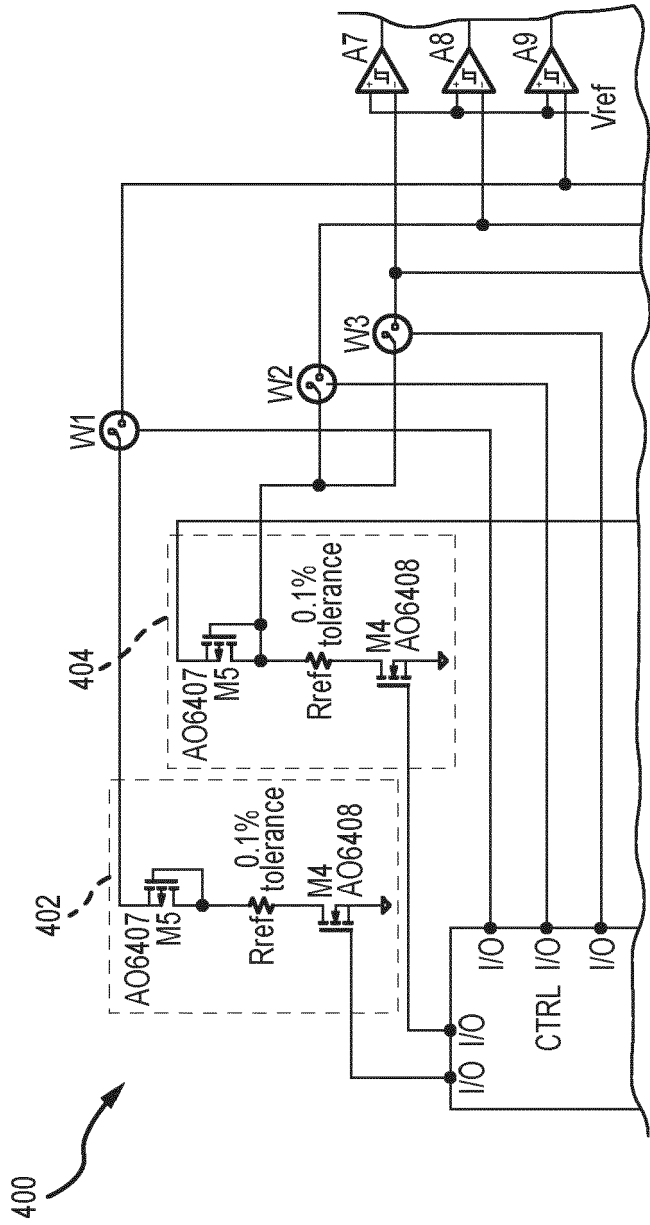 400
402
AO6407
M5
Rref
0.1%
tolerance
M4
AO6408
404
AO6407
M5
Rref
0.1%
tolerance
M4
AO6408
W1
W2
W3
A7
A8
A9
+
-
+
-
+
-
Vref
I/O
I/O
I/O
I/O
I/O
CTRL